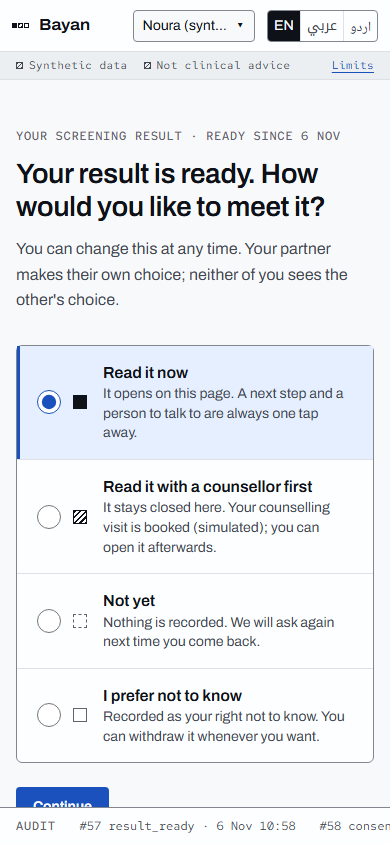 Bayan
Noura (synt...
EN
عربي
اردو
Synthetic data
Not clinical advice
Limits
YOUR SCREENING RESULT · READY SINCE 6 NOV
Your result is ready. How
would you like to meet it?
You can change this at any time. Your partner
makes their own choice; neither of you sees the
other's choice.
Read it now
It opens on this page. A next step and a
person to talk to are always one tap
away.
Read it with a counsellor first
It stays closed here. Your counselling
visit is booked (simulated); you can
open it afterwards.
Not yet
Nothing is recorded. We will ask again
next time you come back.
I prefer not to know
Recorded as your right not to know. You
can withdraw it whenever you want.
Continue
AUDIT #57 result_ready · 6 Nov 10:58 #58 consen